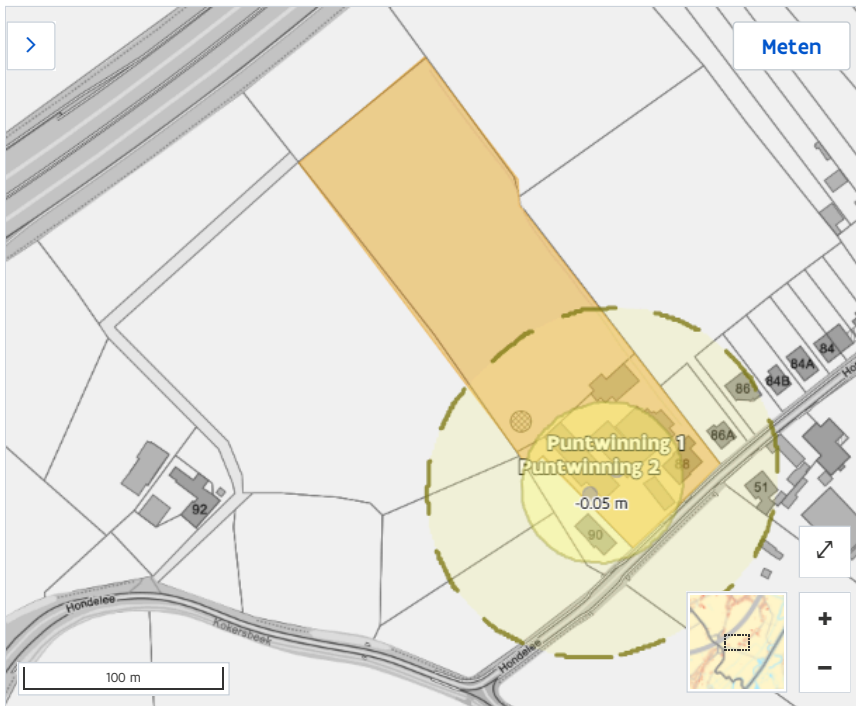 Meten
84
84A
84B
86
Ho
86A
Puntwinning 1
88
Puntwinning 2
51
-0.05 m
92
90
Hondelee
Kokersbeek
Hondelee
100 m